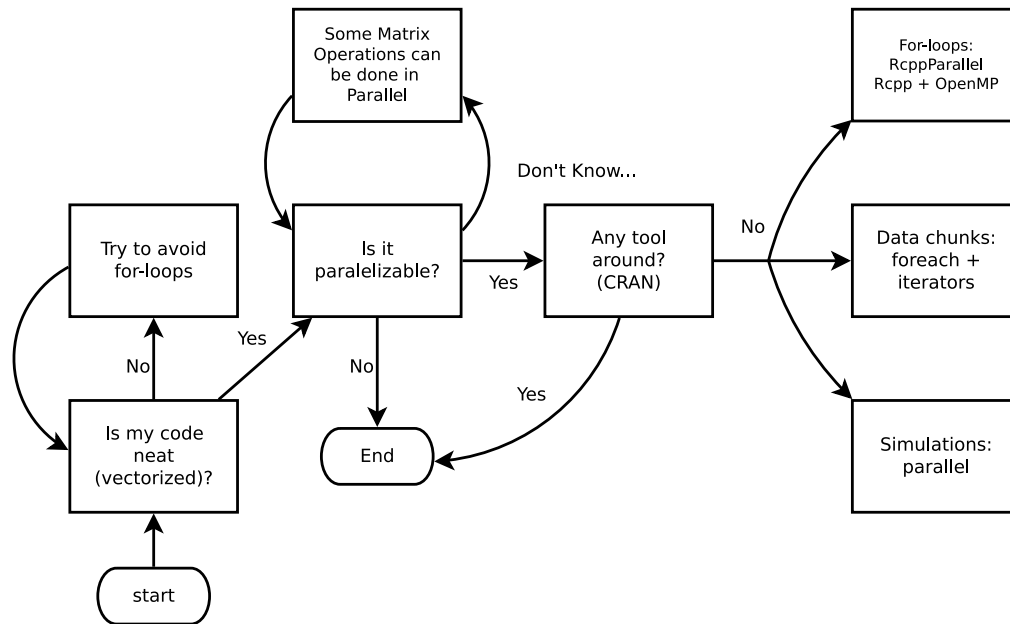 Some Matrix
Operations can
be done in
Parallel
For-loops:
RcppParallel
Rcpp + OpenMP
Don't Know...
Try to avoid
for-loops
Is it
paralelizable?
Yes
Any tool
around?
(CRAN)
No
Data chunks:
foreach +
iterators
No
Yes
No
Yes
Is my code
neat
(vectorized)?
End
Simulations:
parallel
start